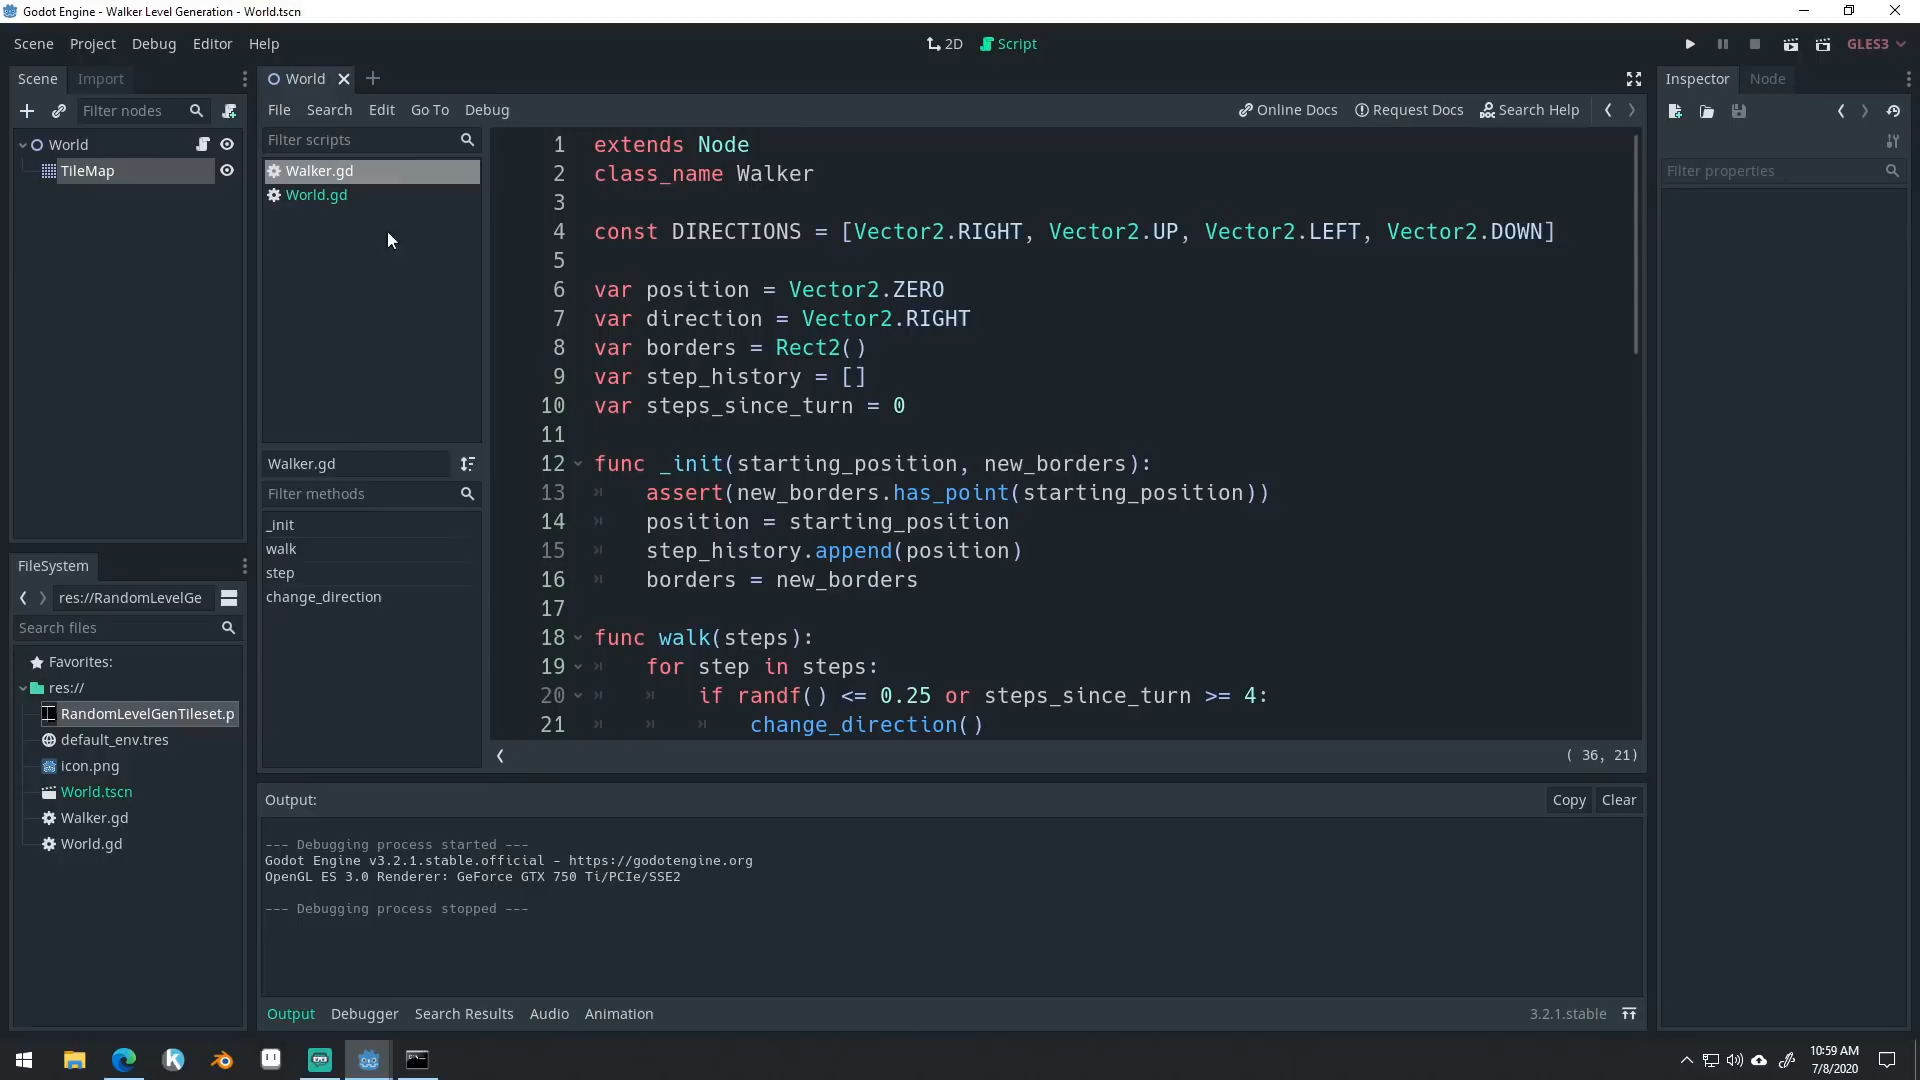 Godot Engine - Walker Level Generation - World.tscn
Scene Project Debug Editor Help
2D Script
GLES3
Scene Import
Filter nodes
World
TileMap
FileSystem
res://RandomLevelGe
Search files
Favorites:
res://
RandomLevelGenTileset.p
default_env.tres
icon.png
World.tscn
Walker.gd
World.gd
World
File Search Edit Go To Debug
Online Docs Request Docs Search Help
Filter scripts
Walker.gd
World.gd
Walker.gd
Filter methods
_init
walk
step
change_direction
1 extends Node
2 class_name Walker
3
4 const DIRECTIONS = [Vector2.RIGHT, Vector2.UP, Vector2.LEFT, Vector2.DOWN]
5
6 var position = Vector2.ZERO
7 var direction = Vector2.RIGHT
8 var borders = Rect2()
9 var step_history = []
10 var steps_since_turn = 0
11
12 func _init(starting_position, new_borders):
13 assert(new_borders.has_point(starting_position))
14 position = starting_position
15 step_history.append(position)
16 borders = new_borders
17
18 func walk(steps):
19 for step in steps:
20 if randf() <= 0.25 or steps_since_turn >= 4:
21 change_direction()
( 36, 21)
Output:
Copy Clear
--- Debugging process started ---
Godot Engine v3.2.1.stable.official - https://godotengine.org
OpenGL ES 3.0 Renderer: GeForce GTX 750 Ti/PCIe/SSE2
--- Debugging process stopped ---
Output Debugger Search Results Audio Animation
3.2.1.stable
Inspector Node
Filter properties
10:59 AM
7/8/2020